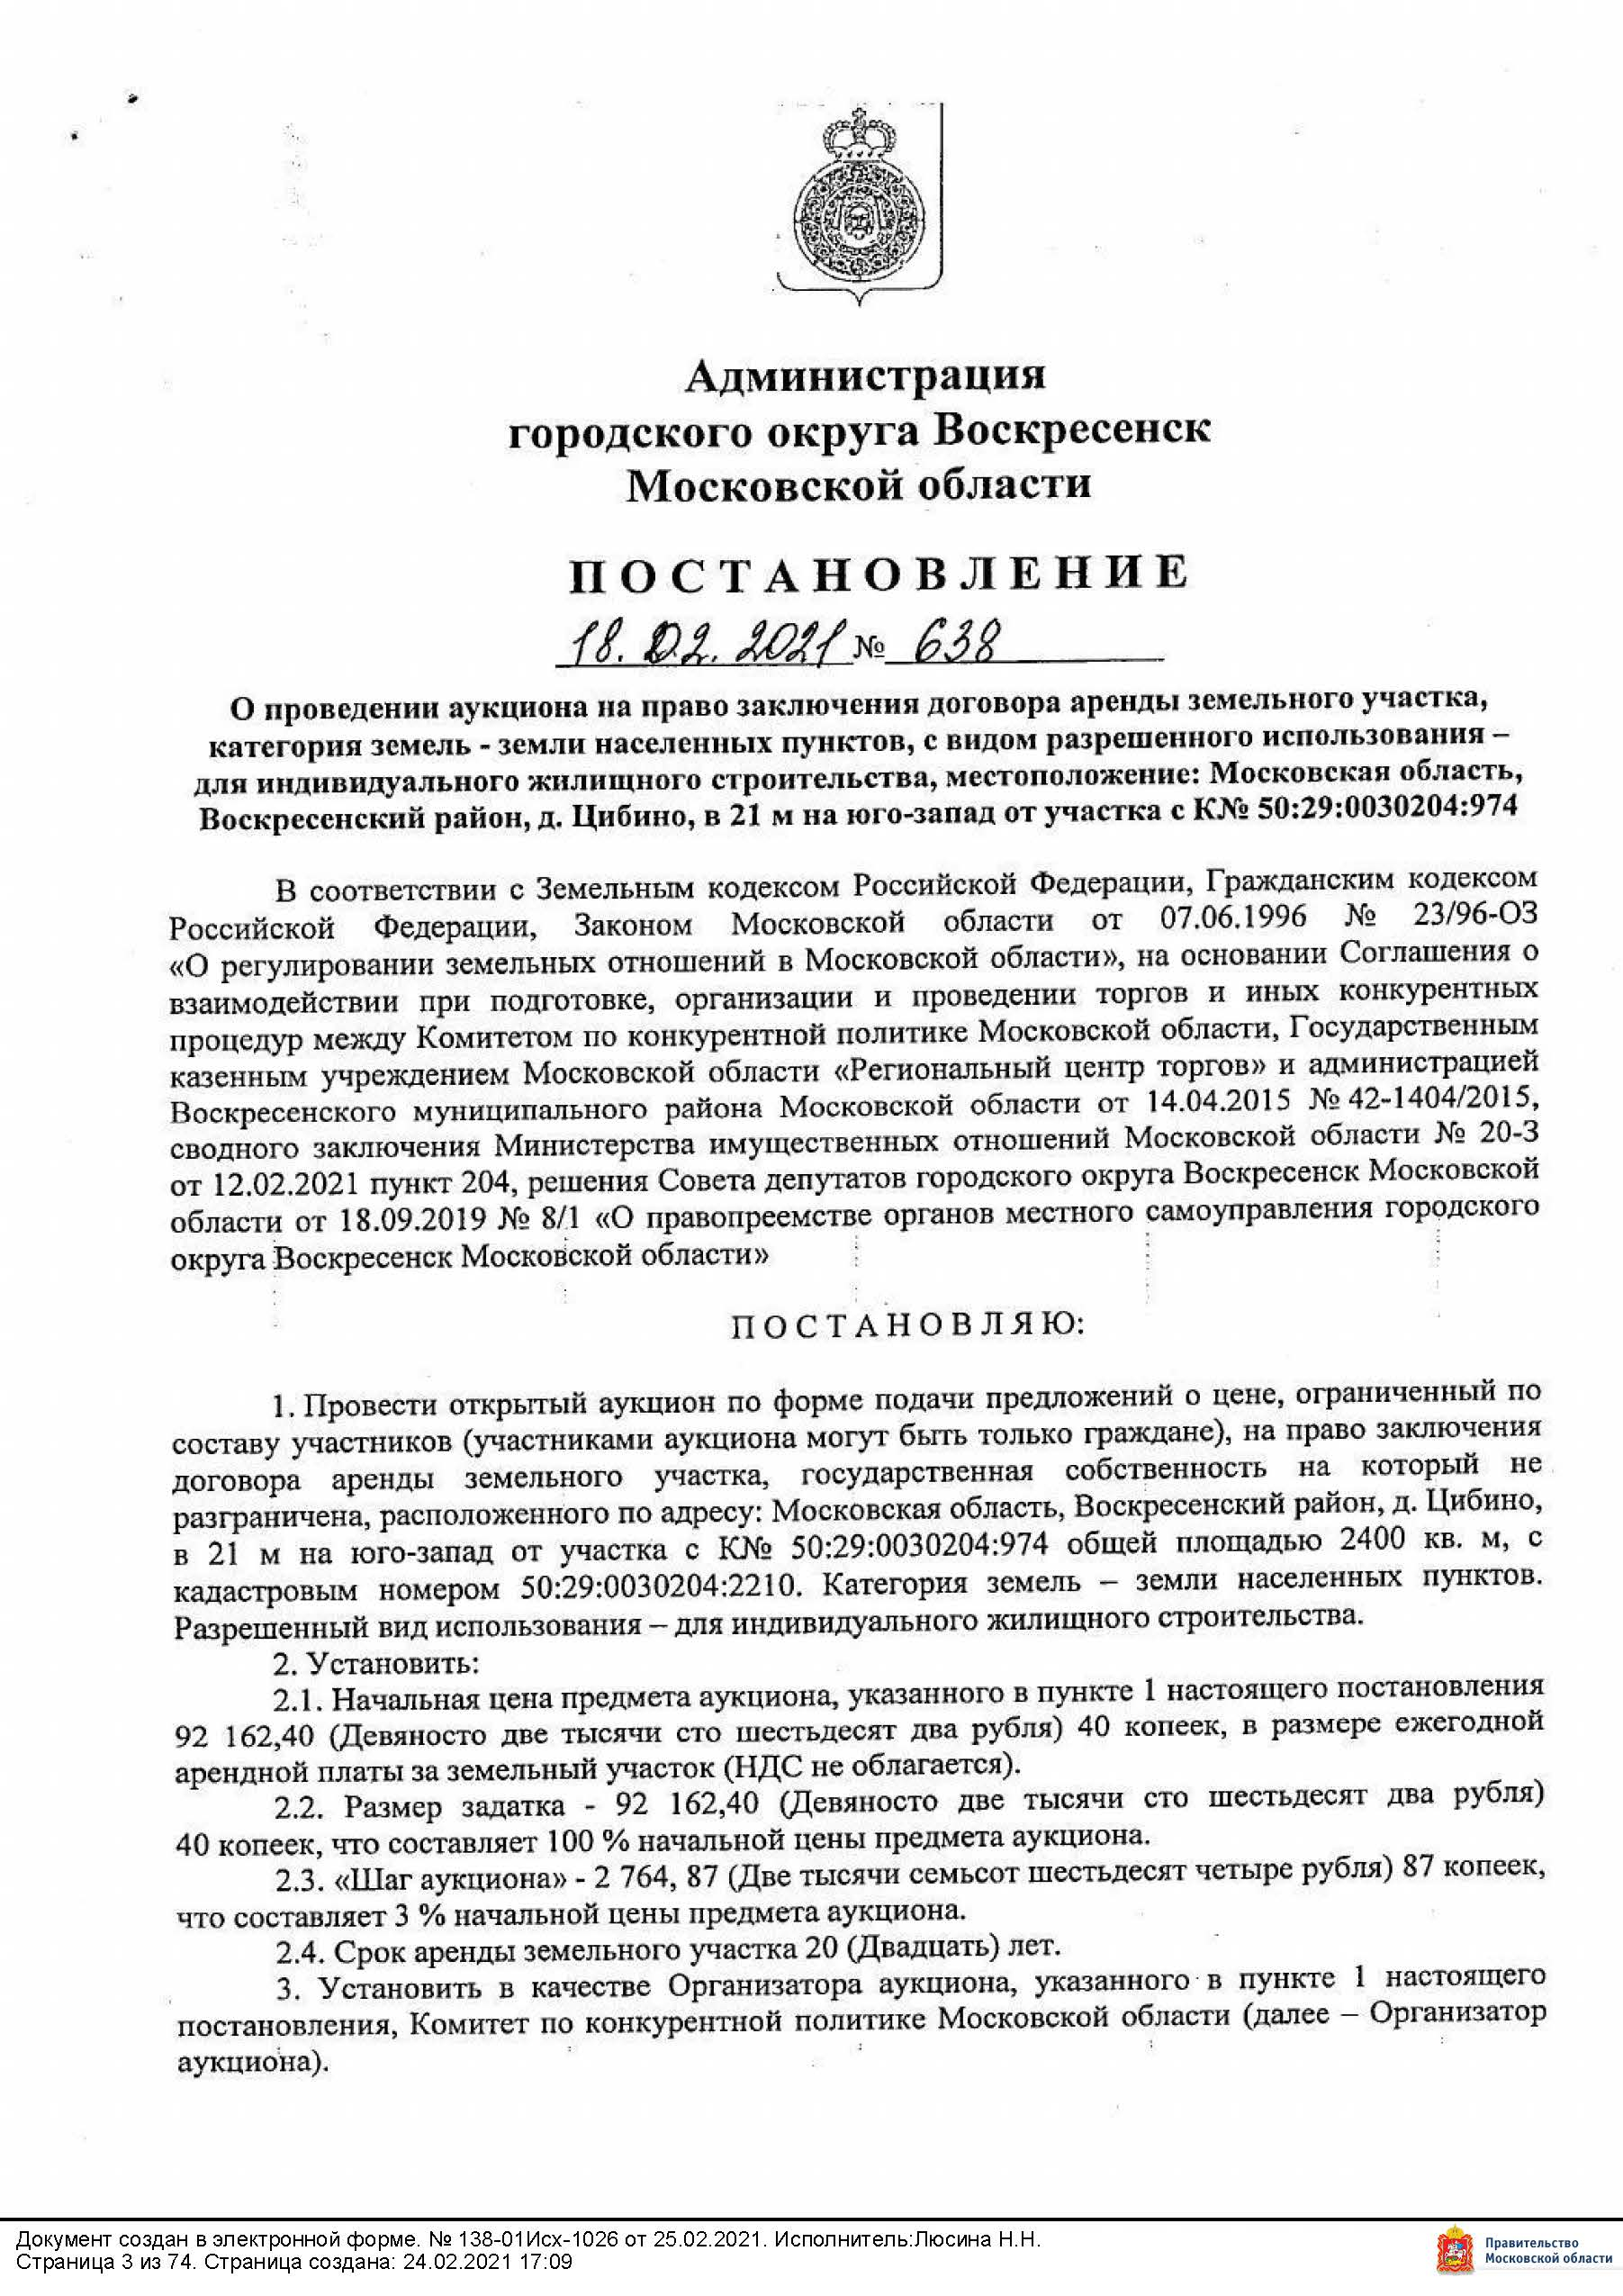 Администрация
городского округа Воскресенск
Московской области
ПОСТАНОВЛЕНИЕ
18.02.2021 № 638
О проведении аукциона на право заключения договора аренды земельного участка,
категория земель - земли населенных пунктов, с видом разрешенного использования –
для индивидуального жилищного строительства, местоположение: Московская область,
Воскресенский район, д. Цибино, в 21 м на юго-запад от участка с К№ 50:29:0030204:974
В соответствии с Земельным кодексом Российской Федерации, Гражданским кодексом
Российской Федерации, Законом Московской области от 07.06.1996 № 23/96-ОЗ
«О регулировании земельных отношений в Московской области», на основании Соглашения о
взаимодействии при подготовке, организации и проведении торгов и иных конкурентных
процедур между Комитетом по конкурентной политике Московской области, Государственным
казенным учреждением Московской области «Региональный центр торгов» и администрацией
Воскресенского муниципального района Московской области от 14.04.2015 № 42-1404/2015,
сводного заключения Министерства имущественных отношений Московской области № 20-З
от 12.02.2021 пункт 204, решения Совета депутатов городского округа Воскресенск Московской
области от 18.09.2019 № 8/1 «О правопреемстве органов местного самоуправления городского
округа Воскресенск Московской области»
ПОСТАНОВЛЯЮ:
1. Провести открытый аукцион по форме подачи предложений о цене, ограниченный по
составу участников (участниками аукциона могут быть только граждане), на право заключения
договора аренды земельного участка, государственная собственность на который не
разграничена, расположенного по адресу: Московская область, Воскресенский район, д. Цибино,
в 21 м на юго-запад от участка с К№ 50:29:0030204:974 общей площадью 2400 кв. м, с
кадастровым номером 50:29:0030204:2210. Категория земель – земли населенных пунктов.
Разрешенный вид использования – для индивидуального жилищного строительства.
2. Установить:
2.1. Начальная цена предмета аукциона, указанного в пункте 1 настоящего постановления
92 162,40 (Девяносто две тысячи сто шестьдесят два рубля) 40 копеек, в размере ежегодной
арендной платы за земельный участок (НДС не облагается).
2.2. Размер задатка - 92 162,40 (Девяносто две тысячи сто шестьдесят два рубля)
40 копеек, что составляет 100 % начальной цены предмета аукциона.
2.3. «Шаг аукциона» - 2 764, 87 (Две тысячи семьсот шестьдесят четыре рубля) 87 копеек,
что составляет 3 % начальной цены предмета аукциона.
2.4. Срок аренды земельного участка 20 (Двадцать) лет.
3. Установить в качестве Организатора аукциона, указанного в пункте 1 настоящего
постановления, Комитет по конкурентной политике Московской области (далее – Организатор
аукциона).
Документ создан в электронной форме. № 138-01Исх-1026 от 25.02.2021. Исполнитель:Люсина Н.Н.
Страница 3 из 74. Страница создана: 24.02.2021 17:09
Правительство
Московской области